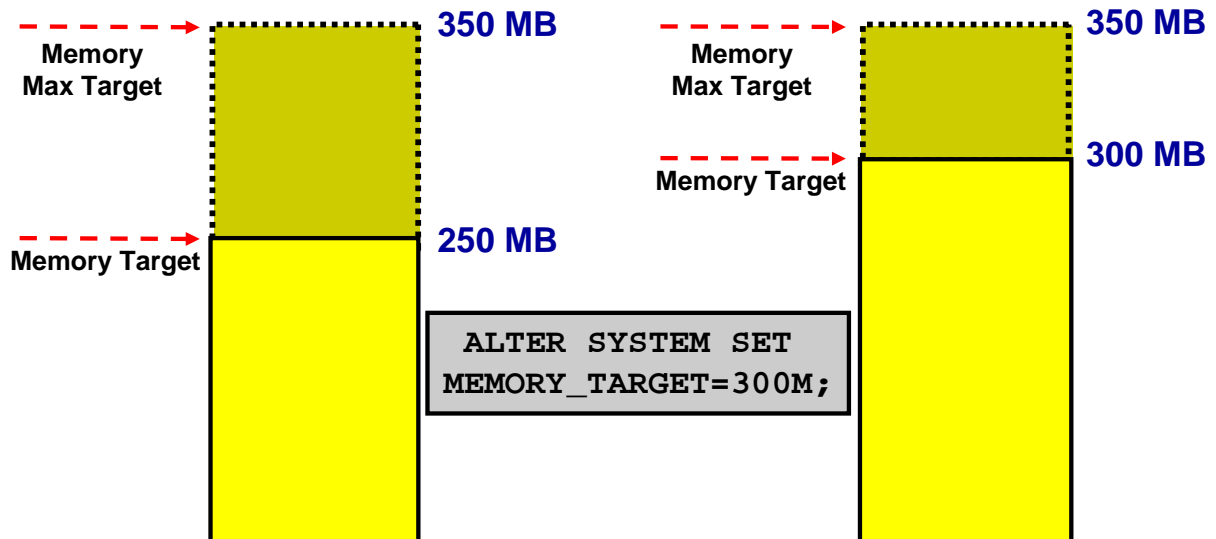 350 MB
Memory
Max Target
250 MB
Memory Target
ALTER SYSTEM SET
MEMORY_TARGET=300M;
350 MB
Memory
Max Target
300 MB
Memory Target